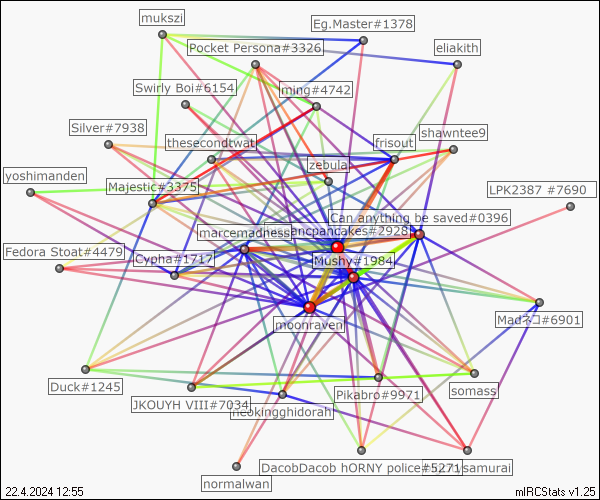 mukszi
Eg.Master#1378
Pocket Persona#3326
eliakith
Swirly Boi#6154
lming#4742
Silver#7938
shawntee9
thesecondtwat
frisout
zebula
yoshimanden
Majestic#3375
LPK2387 #7690
Can anything be saved#0396
ancpandakes#2928
marcemadness
Fedora Stoat#4479
Cypha#1717
Mushy#1984
moonraven
Madネコ#6901
Duck#1245
Pikabro#9971
somass
JKOUYH VIII#7034
neokingghidorah
DacobDacob hORNY police#5271
samurai
normalwan
22.4.2024 12:55
mIRCStats v1.25